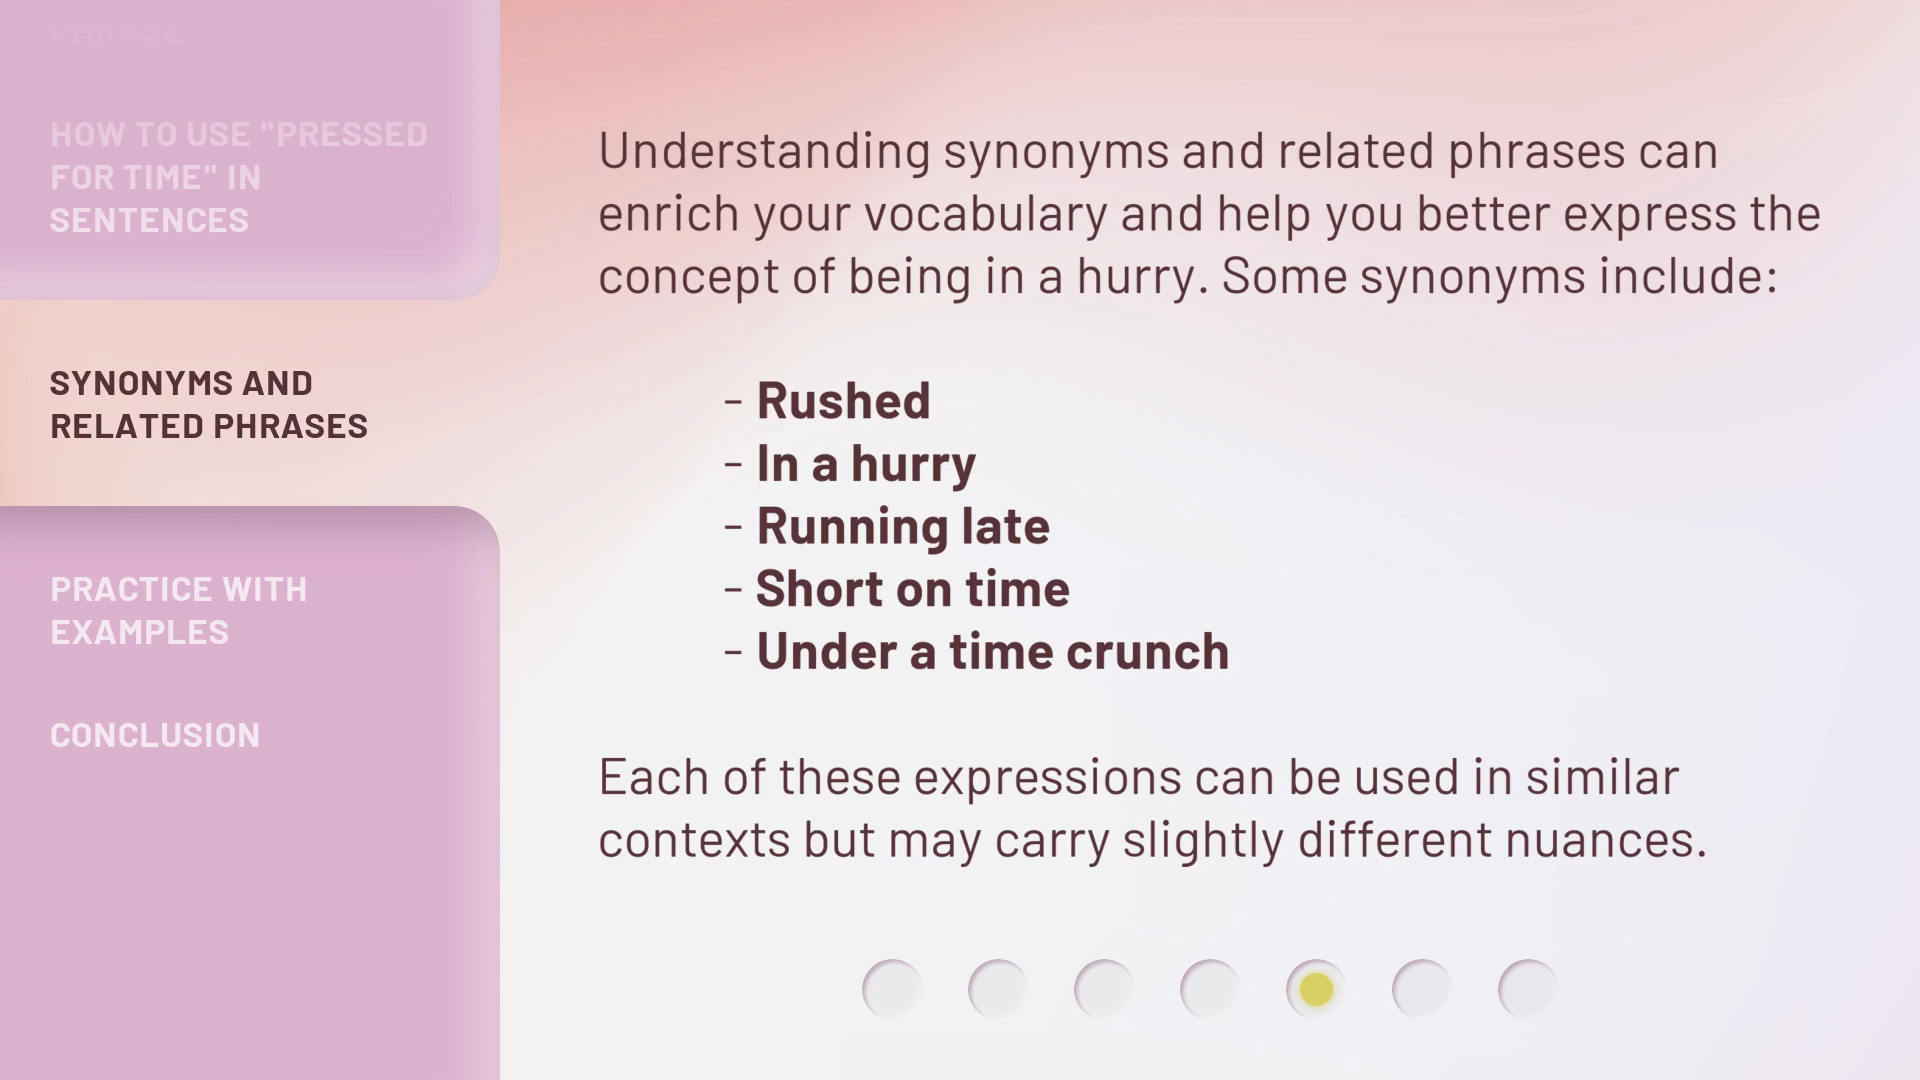 PHRASE
HOW TO USE "PRESSED
FOR TIME" IN
SENTENCES
SYNONYMS AND
RELATED PHRASES
PRACTICE WITH
EXAMPLES
CONCLUSION
Understanding synonyms and related phrases can
enrich your vocabulary and help you better express the
concept of being in a hurry. Some synonyms include:
- Rushed
- In a hurry
- Running late
- Short on time
- Under a time crunch
Each of these expressions can be used in similar
contexts but may carry slightly different nuances.